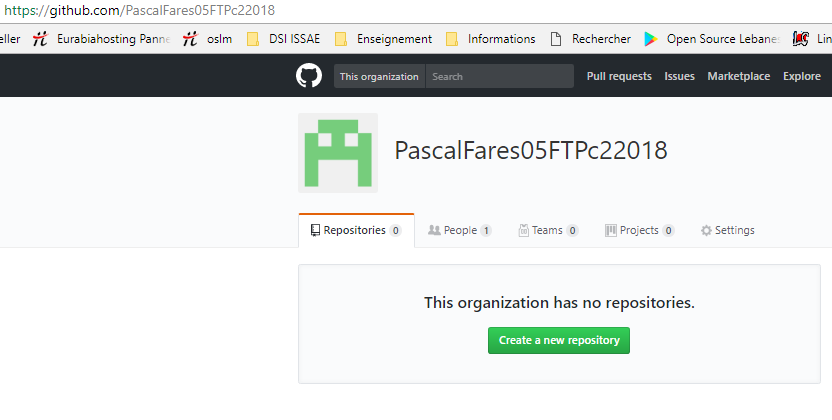 https://github.com/PascalFares05FTPc22018
eller Eurabiahosting Panne oslm DSI ISSAE Enseignement Informations Rechercher Open Source Lebanes Lin
This organization Search Pull requests Issues Marketplace Explore
PascalFares05FTPc22018
Repositories 0 People 1 Teams 0 Projects 0 Settings
This organization has no repositories.
Create a new repository